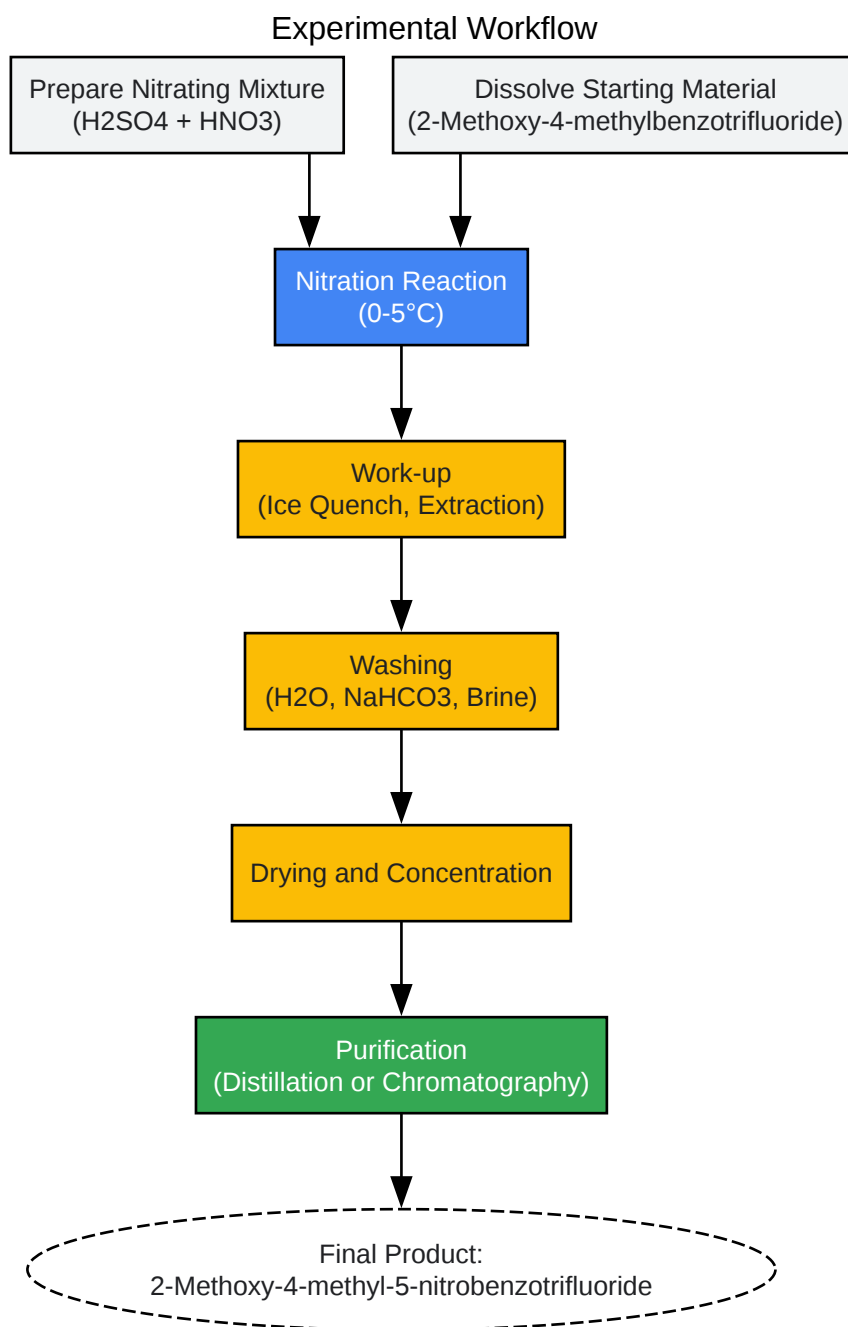 Experimental Workflow
Prepare Nitrating Mixture
(H2SO4 + HNO3)
Dissolve Starting Material
(2-Methoxy-4-methylbenzotrifluoride)
Nitration Reaction
(0-5°C)
Work-up
(Ice Quench, Extraction)
Washing
(H2O, NaHCO3, Brine)
Drying and Concentration
Purification
(Distillation or Chromatography)
Final Product:
2-Methoxy-4-methyl-5-nitrobenzotrifluoride